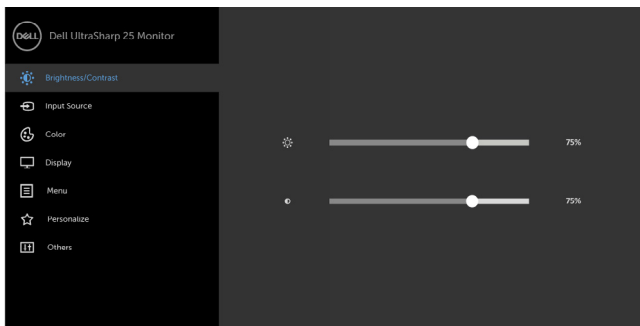 DELL Dell UltraSharp 25 Monitor
Brightness/Contrast
Input Source
Color
75%
Display
Menu
75%
Personalize
Others